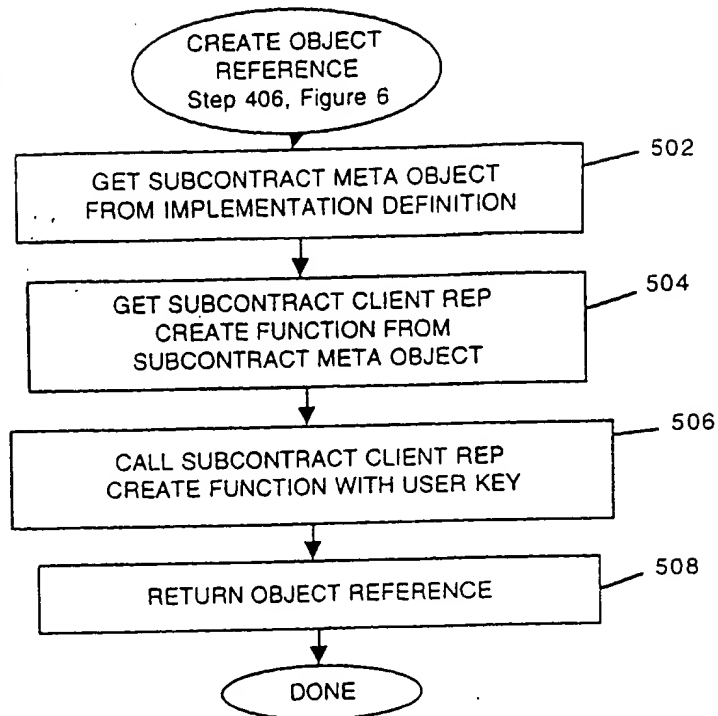 CREATE OBJECT
REFERENCE
Step 406, Figure 6
502
GET SUBCONTRACT META OBJECT
FROM IMPLEMENTATION DEFINITION
504
GET SUBCONTRACT CLIENT REP
CREATE FUNCTION FROM
SUBCONTRACT META OBJECT
506
CALL SUBCONTRACT CLIENT REP
CREATE FUNCTION WITH USER KEY
508
RETURN OBJECT REFERENCE
DONE